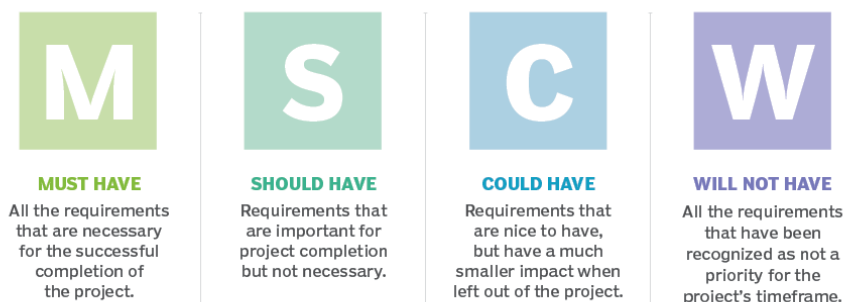 M
MUST HAVE
All the requirements
that are necessary
for the successful
completion of
the project.
S
SHOULD HAVE
Requirements that
are important for
project completion
but not necessary.
C
COULD HAVE
Requirements that
are nice to have,
but have a much
smaller impact when
left out of the project.
W
WILL NOT HAVE
All the requirements
that have been
recognized as not a
priority for the
project's timeframe.